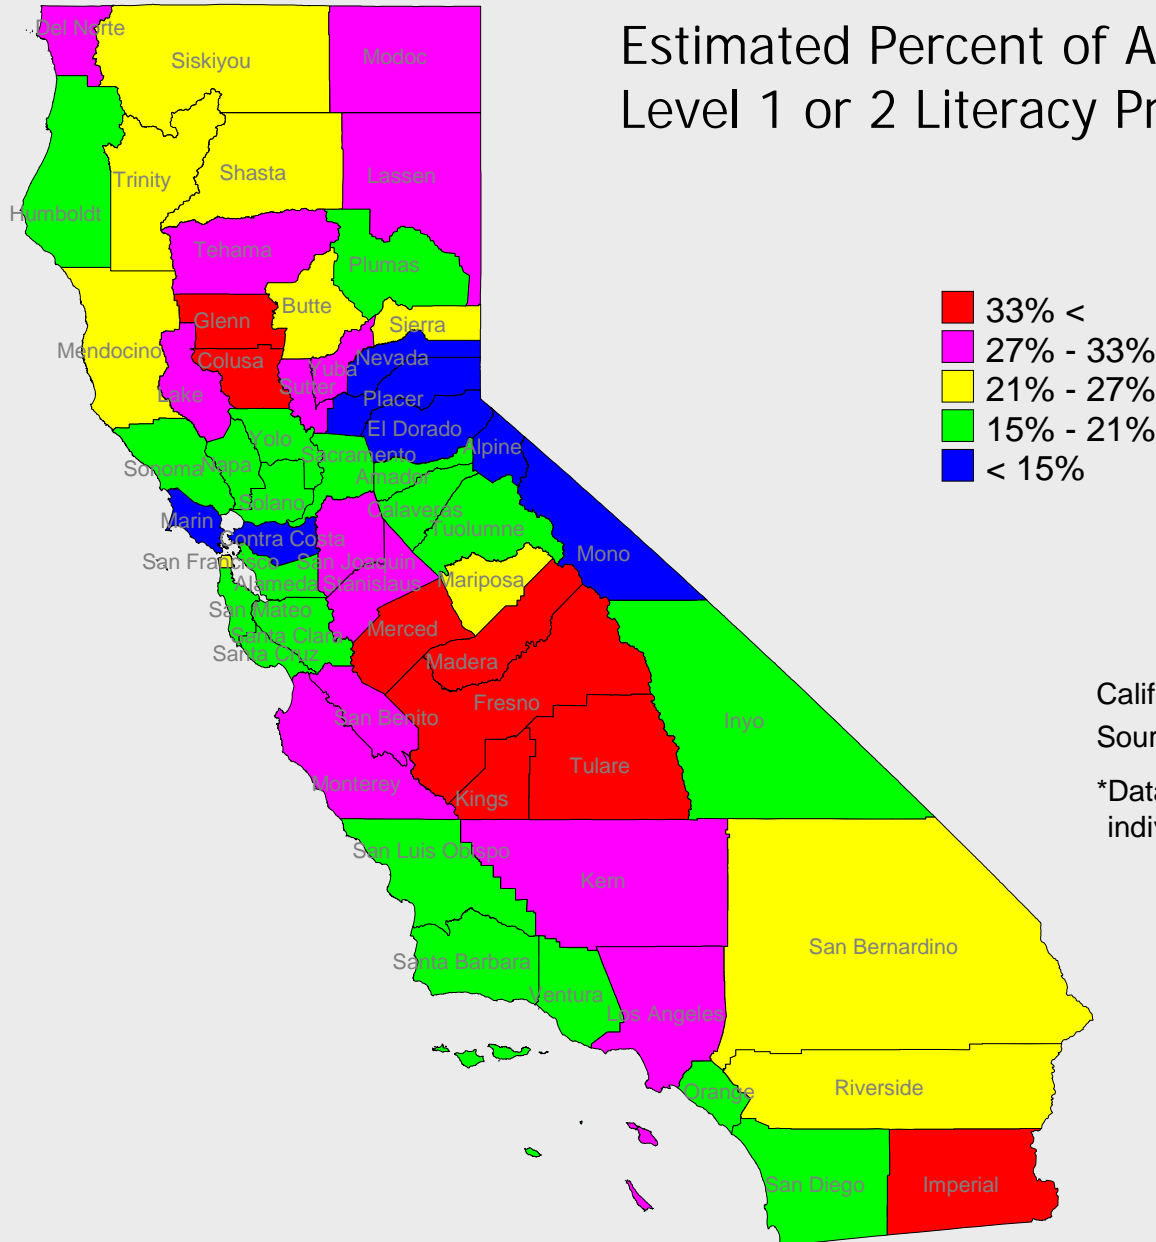 Estimated Percent of A
Level 1 or 2 Literacy Pr
Del Norte
Siskiyou
Modoc
Humboldt
Trinity
Shasta
Lassen
Tehama
Plumas
Mendocino
Glenn
Butte
Sierra
Colusa
Lake
Sutter
Yuba
Nevada
Placer
El Dorado
Alpine
Sonoma
Napa
Yolo
Sacramento
Amador
Solano
Calaveras
Tuolumne
Marin
Contra Costa
San Francisco
San Joaquin
Alameda
Stanislaus
Mariposa
Mono
San Mateo
Santa Clara
Santa Cruz
Merced
Madera
Fresno
San Benito
Inyo
Monterey
Kings
Tulare
San Luis Obispo
Kern
San Bernardino
Santa Barbara
Ventura
Los Angeles
Orange
Riverside
San Diego
Imperial
33% <
27% - 33%
21% - 27%
15% - 21%
< 15%
Calif
Sour
*Data
indiv